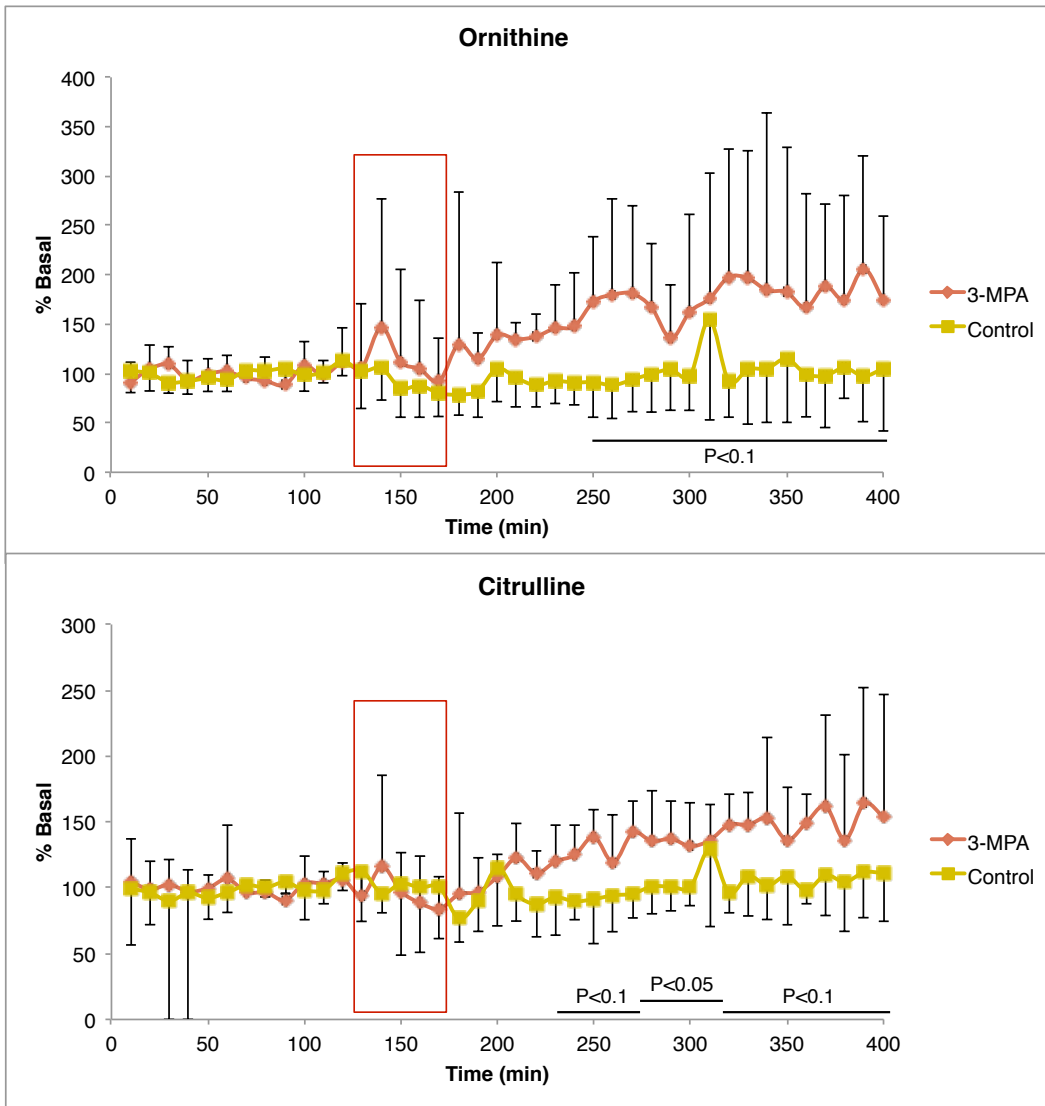 Ornithine
400
350
300
250
200
150
100
50
0
% Basal
3-MPA
Control
P<0.1
0 50 100 150 200 250 300 350 400
Time (min)
Citrulline
300
250
200
150
100
50
0
% Basal
3-MPA
Control
P<0.1 P<0.05 P<0.1
0 50 100 150 200 250 300 350 400
Time (min)